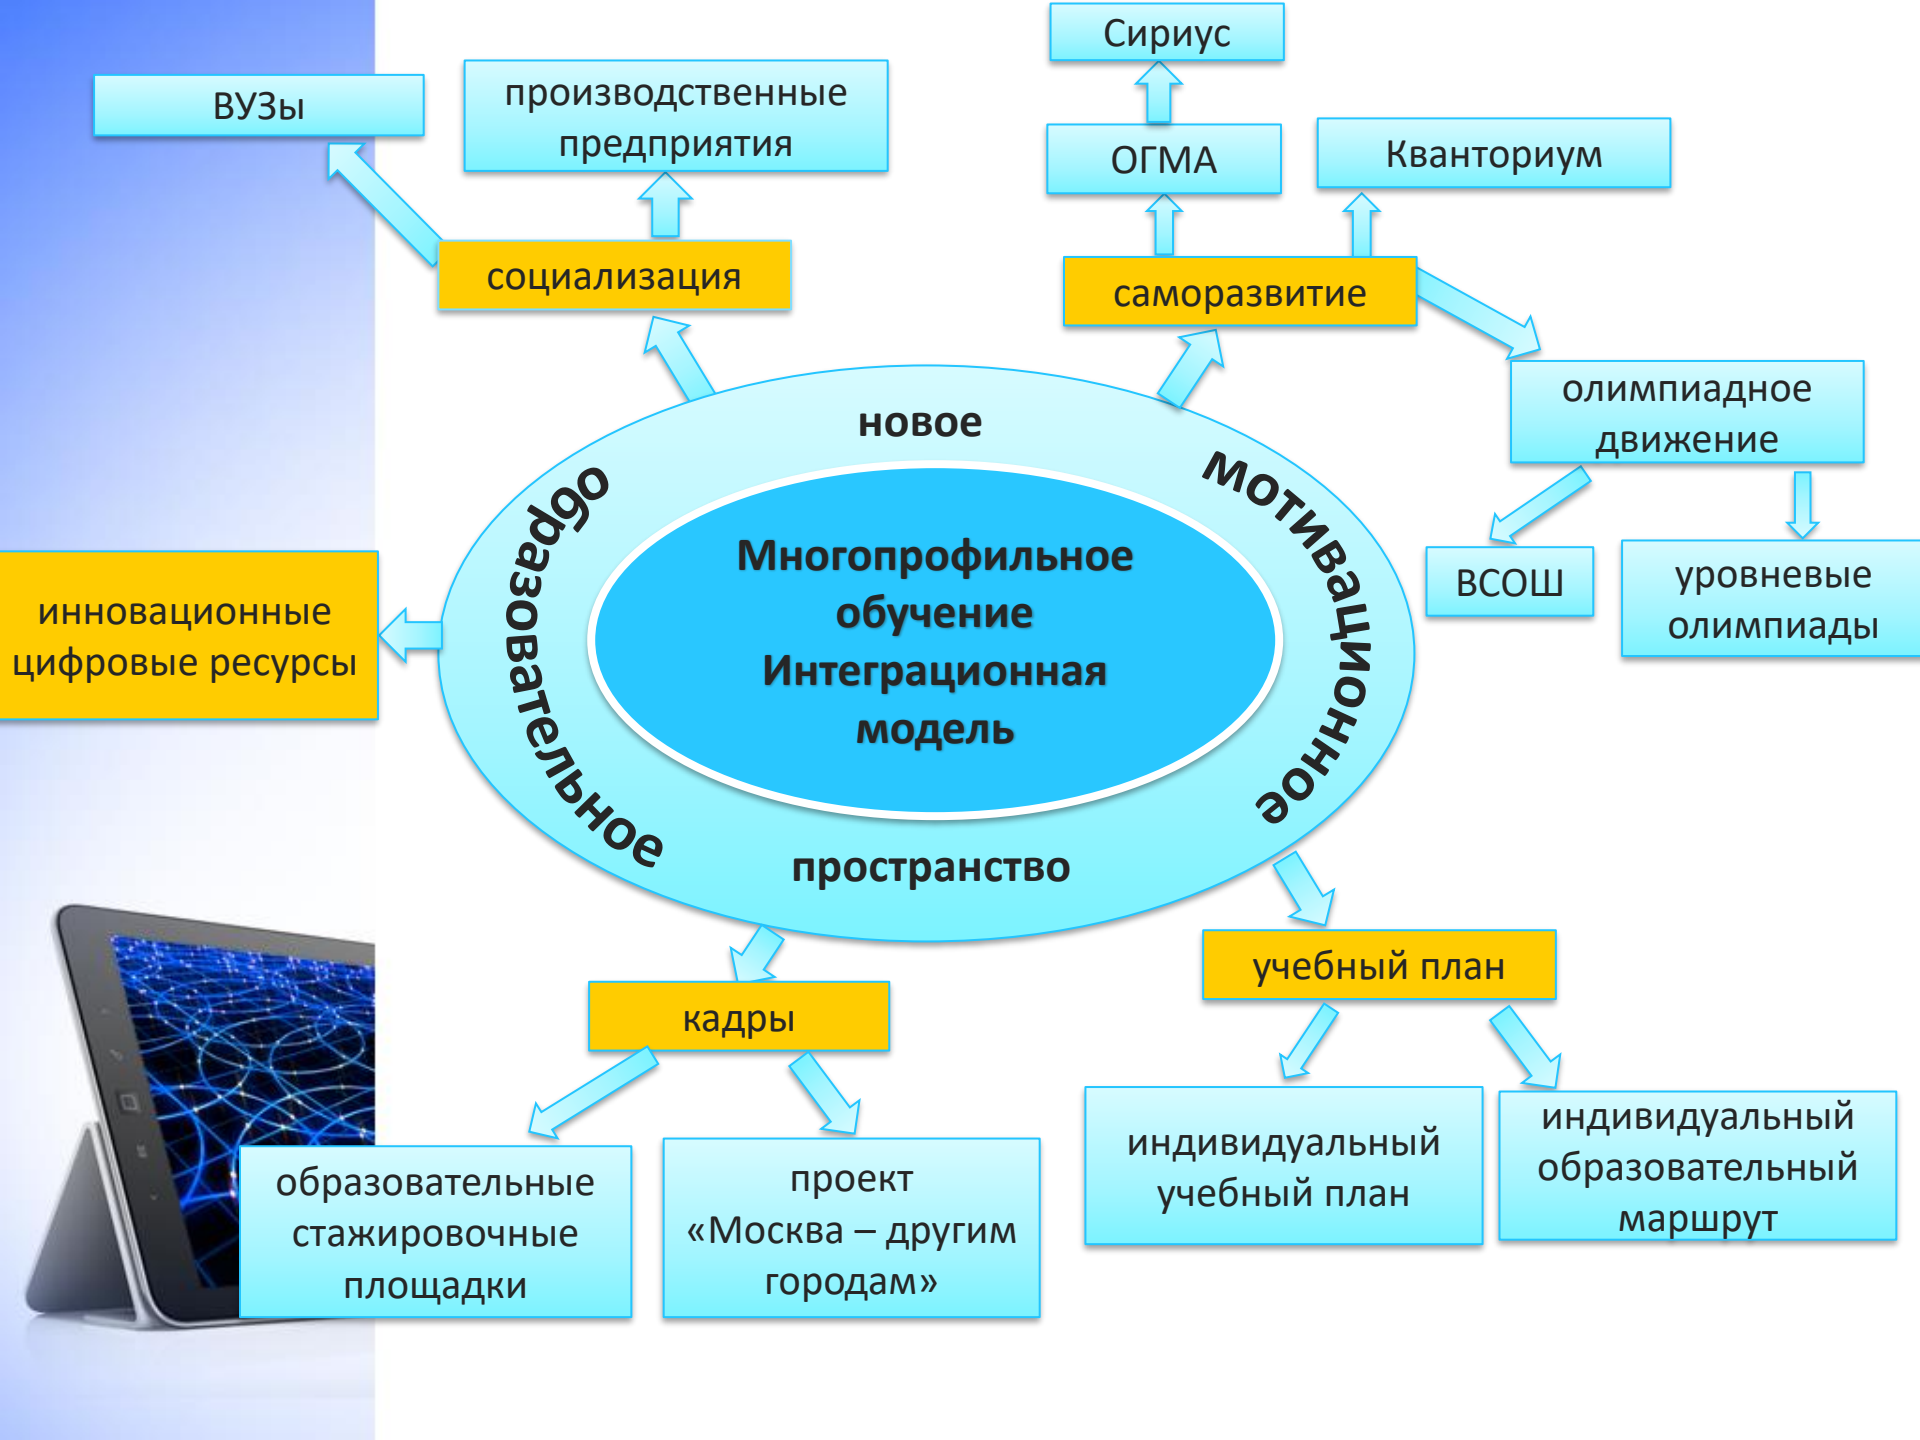 Сириус
ВУЗы
производственные
предприятия
ОГМА
Кванториум
социализация
саморазвитие
олимпиадное
движение
ВСОШ
уровневые
олимпиады
новое
мотивационное
образовательное
пространство
Многопрофильное
обучение
Интеграционная
модель
инновационные
цифровые ресурсы
кадры
учебный план
образовательные
стажировочные
площадки
проект
«Москва – другим
городам»
индивидуальный
учебный план
индивидуальный
образовательный
маршрут